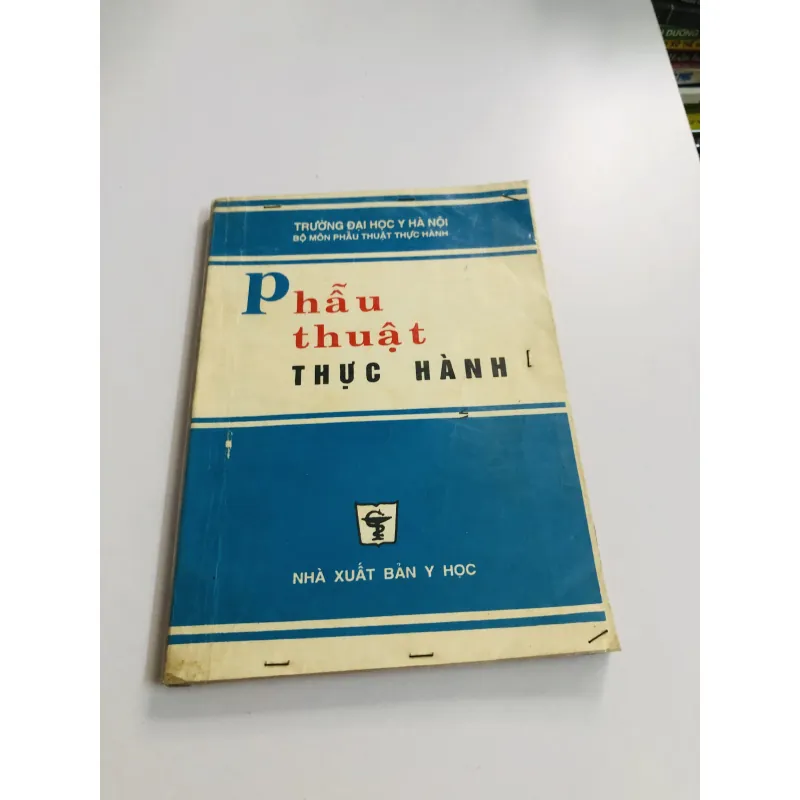 TRƯỜNG ĐẠI HỌC Y HÀ NỘI
BỘ MÔN PHẪU THUẬT THỰC HÀNH
Phẫu
thuật
THỰC HÀNH
NHÀ XUẤT BẢN Y HỌC
DƯỠNG